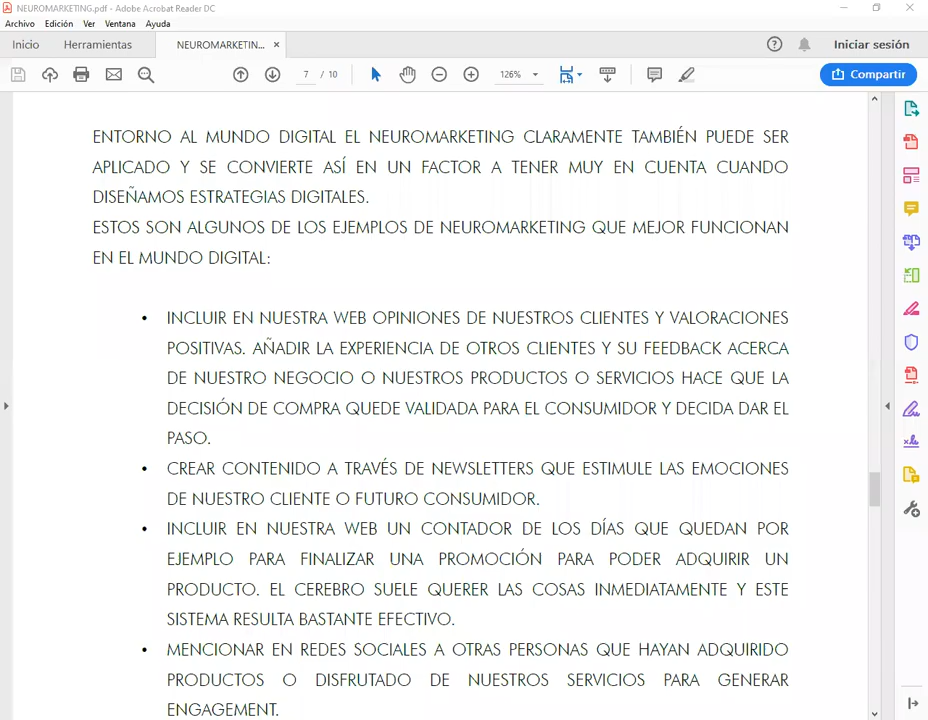 NEUROMARKETING.pdf - Adobe Acrobat Reader DC
Archivo Edición Ver Ventana Ayuda
Inicio Herramientas NEUROMARKETIN... × Iniciar sesión
7 / 10 126% Compartir
ENTORNO AL MUNDO DIGITAL EL NEUROMARKETING CLARAMENTE TAMBIÉN PUEDE SER
APLICADO Y SE CONVIERTE ASÍ EN UN FACTOR A TENER MUY EN CUENTA CUANDO
DISEÑAMOS ESTRATEGIAS DIGITALES.
ESTOS SON ALGUNOS DE LOS EJEMPLOS DE NEUROMARKETING QUE MEJOR FUNCIONAN
EN EL MUNDO DIGITAL:
• INCLUIR EN NUESTRA WEB OPINIONES DE NUESTROS CLIENTES Y VALORACIONES
POSITIVAS. AÑADIR LA EXPERIENCIA DE OTROS CLIENTES Y SU FEEDBACK ACERCA
DE NUESTRO NEGOCIO O NUESTROS PRODUCTOS O SERVICIOS HACE QUE LA
DECISIÓN DE COMPRA QUEDE VALIDADA PARA EL CONSUMIDOR Y DECIDA DAR EL
PASO.
• CREAR CONTENIDO A TRAVÉS DE NEWSLETTERS QUE ESTIMULE LAS EMOCIONES
DE NUESTRO CLIENTE O FUTURO CONSUMIDOR.
• INCLUIR EN NUESTRA WEB UN CONTADOR DE LOS DÍAS QUE QUEDAN POR
EJEMPLO PARA FINALIZAR UNA PROMOCIÓN PARA PODER ADQUIRIR UN
PRODUCTO. EL CEREBRO SUELE QUERER LAS COSAS INMEDIATAMENTE Y ESTE
SISTEMA RESULTA BASTANTE EFECTIVO.
• MENCIONAR EN REDES SOCIALES A OTRAS PERSONAS QUE HAYAN ADQUIRIDO
PRODUCTOS O DISFRUTADO DE NUESTROS SERVICIOS PARA GENERAR
ENGAGEMENT.